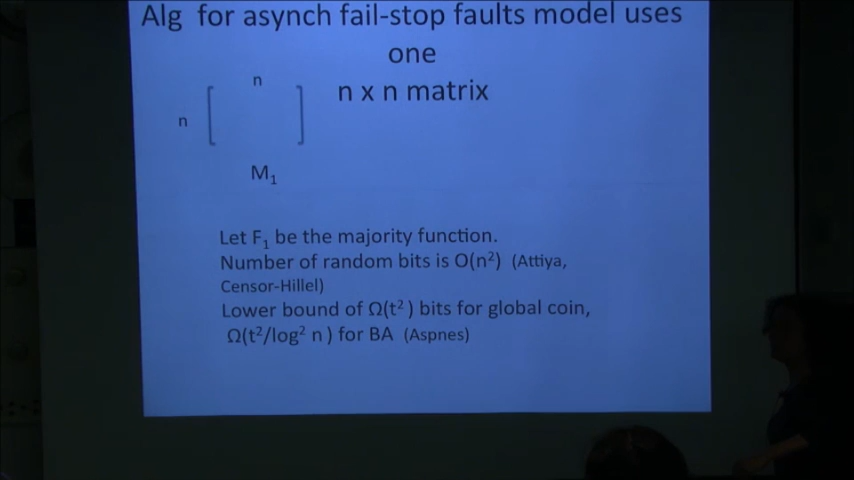 Alg for asynch fail-stop faults model uses
one
n x n matrix
n
n
M₁
Let F₁ be the majority function.
Number of random bits is O(n²) (Attiya,
Censor-Hillel)
Lower bound of Ω(t² ) bits for global coin,
Ω(t²/log² n ) for BA (Aspnes)